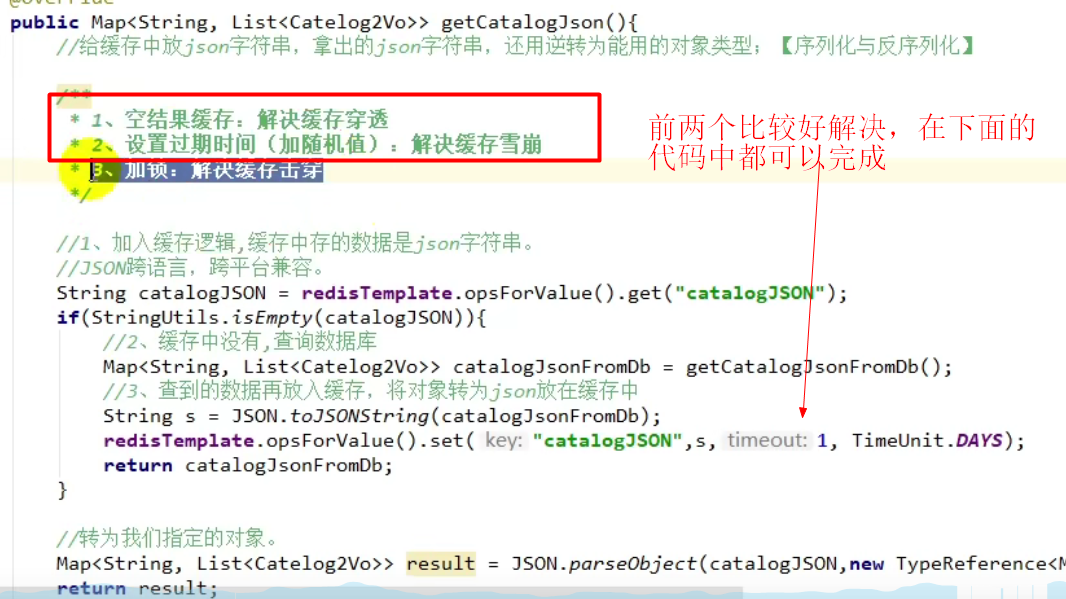 @Override
public Map<String, List<Catelog2Vo>> getCatalogJson(){
//给缓存中放json字符串，拿出的json字符串，还用逆转为能用的对象类型；【序列化与反序列化】
/**
* 1、空结果缓存：解决缓存穿透
* 2、设置过期时间（加随机值）：解决缓存雪崩
* 3、加锁：解决缓存击穿
*/
前两个比较好解决，在下面的
代码中都可以完成
//1、加入缓存逻辑,缓存中存的数据是json字符串。
//JSON跨语言，跨平台兼容。
String catalogJSON = redisTemplate.opsForValue().get("catalogJSON");
if(StringUtils.isEmpty(catalogJSON)){
//2、缓存中没有,查询数据库
Map<String, List<Catelog2Vo>> catalogJsonFromDb = getCatalogJsonFromDb();
//3、查到的数据再放入缓存，将对象转为json放在缓存中
String s = JSON.toJSONString(catalogJsonFromDb);
redisTemplate.opsForValue().set( key: "catalogJSON",s, timeout: 1, TimeUnit.DAYS);
return catalogJsonFromDb;
}
//转为我们指定的对象。
Map<String, List<Catelog2Vo>> result = JSON.parseObject(catalogJSON,new TypeReference<M
return result;